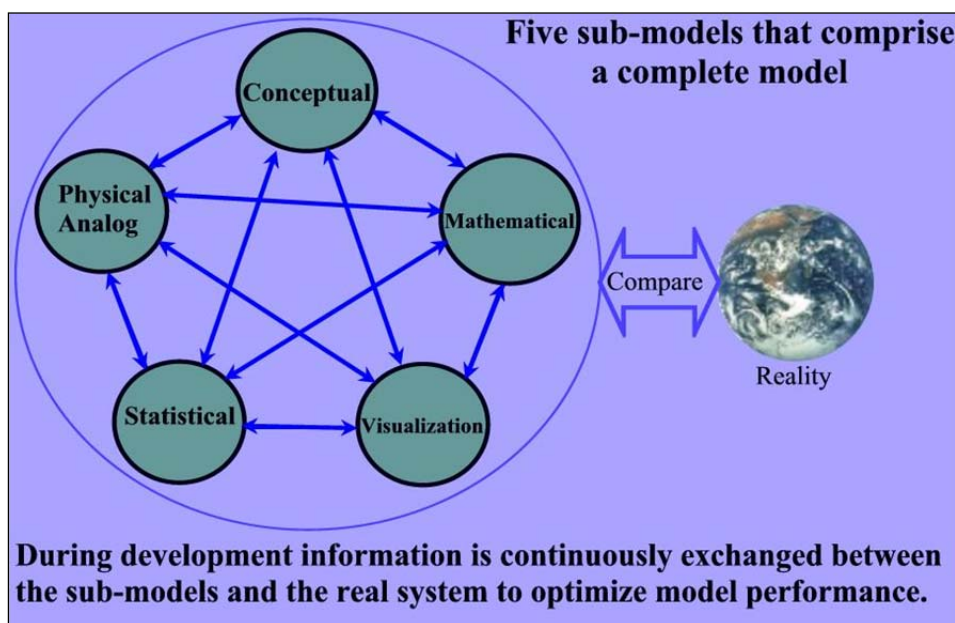 Five sub-models that comprise
a complete model
Conceptual
Physical
Analog
Mathematical
Compare
Reality
Statistical
Visualization
During development information is continuously exchanged between
the sub-models and the real system to optimize model performance.